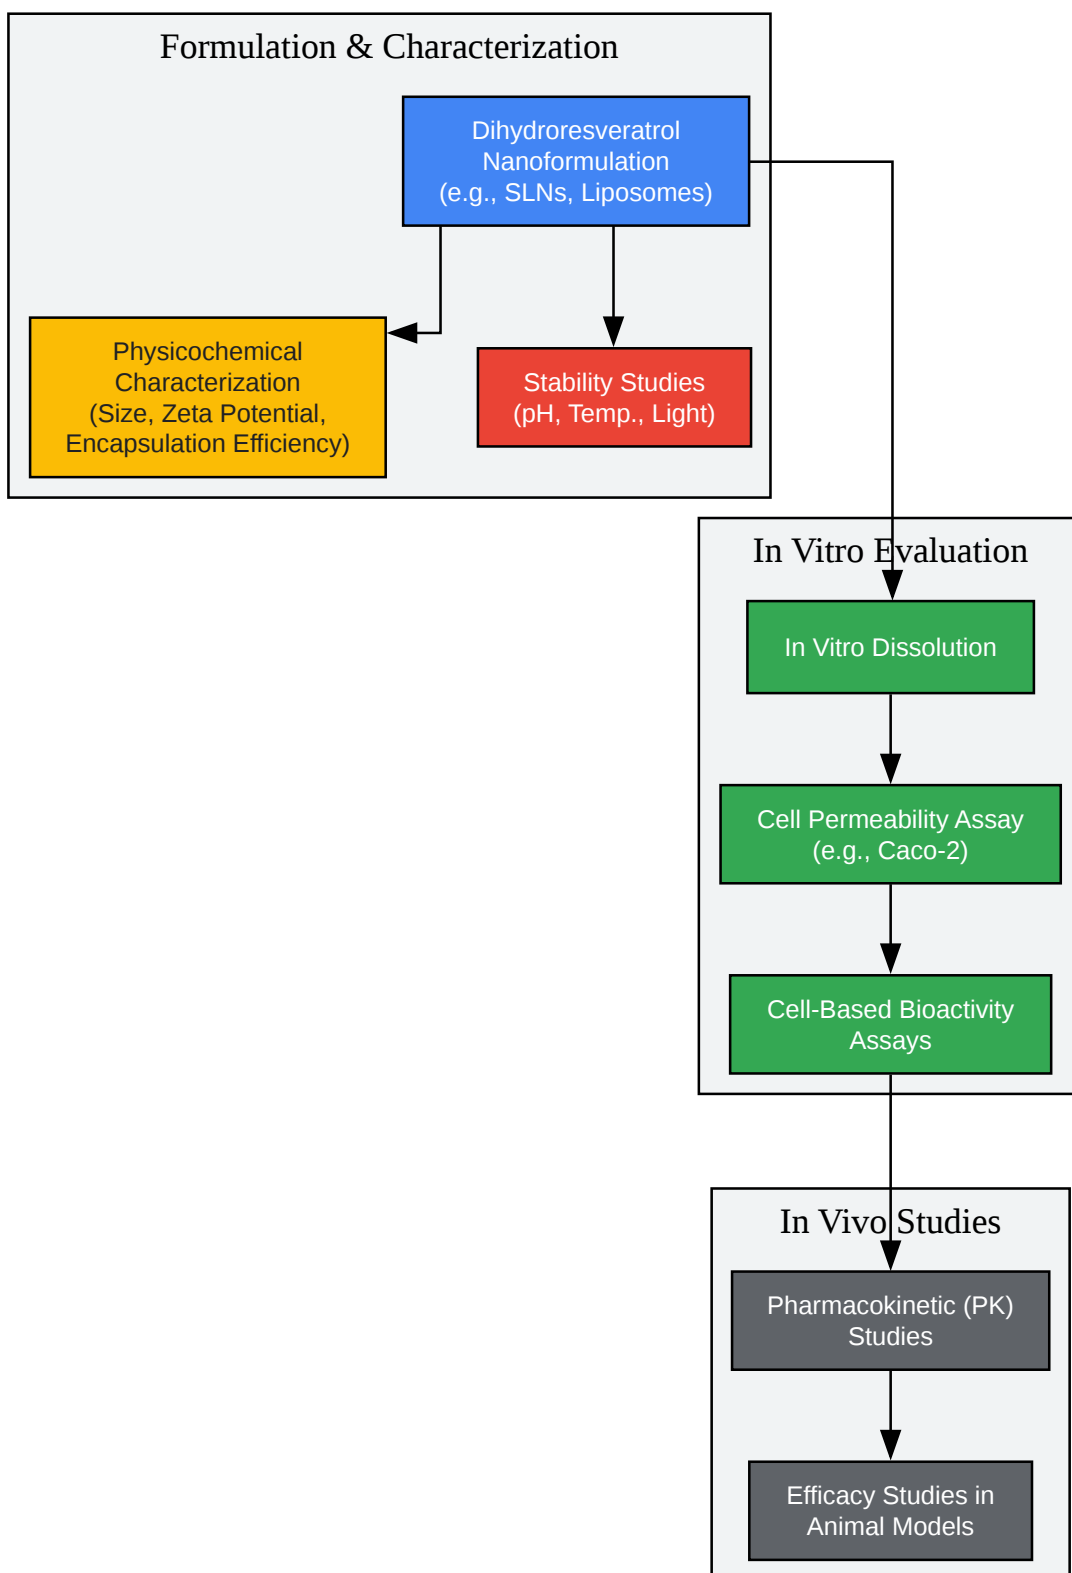 Formulation & Characterization
Dihydroresveratrol
Nanoformulation
(e.g., SLNs, Liposomes)
Physicochemical
Characterization
(Size, Zeta Potential,
Encapsulation Efficiency)
Stability Studies
(pH, Temp., Light)
In Vitro Evaluation
In Vitro Dissolution
Cell Permeability Assay
(e.g., Caco-2)
Cell-Based Bioactivity
Assays
In Vivo Studies
Pharmacokinetic (PK)
Studies
Efficacy Studies in
Animal Models